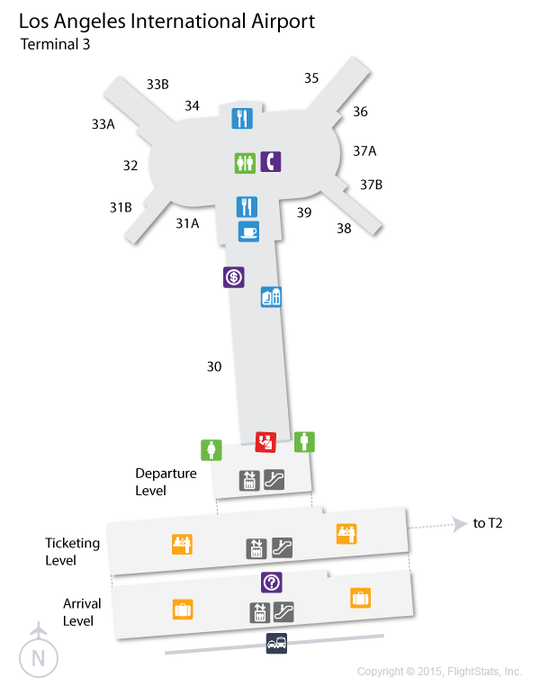 Los Angeles International Airport
Terminal 3
33B
34
33A
32
31B
31A
35
36
37A
37B
39
38
$
30
Departure
Level
Ticketing
Level
to T2
?
Arrival
Level
N
Copyright © 2015, FlightStats, Inc.